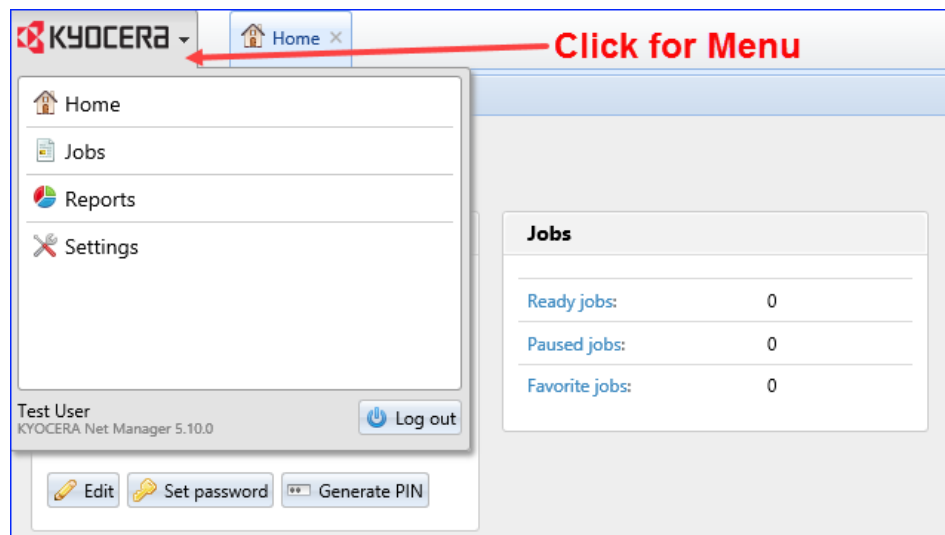 KYOCERA
Home
Click for Menu
Home
Jobs
Reports
Settings
Test User
KYOCERA Net Manager 5.10.0
Log out
Jobs
Ready jobs: 0
Paused jobs: 0
Favorite jobs: 0
Edit Set password Generate PIN